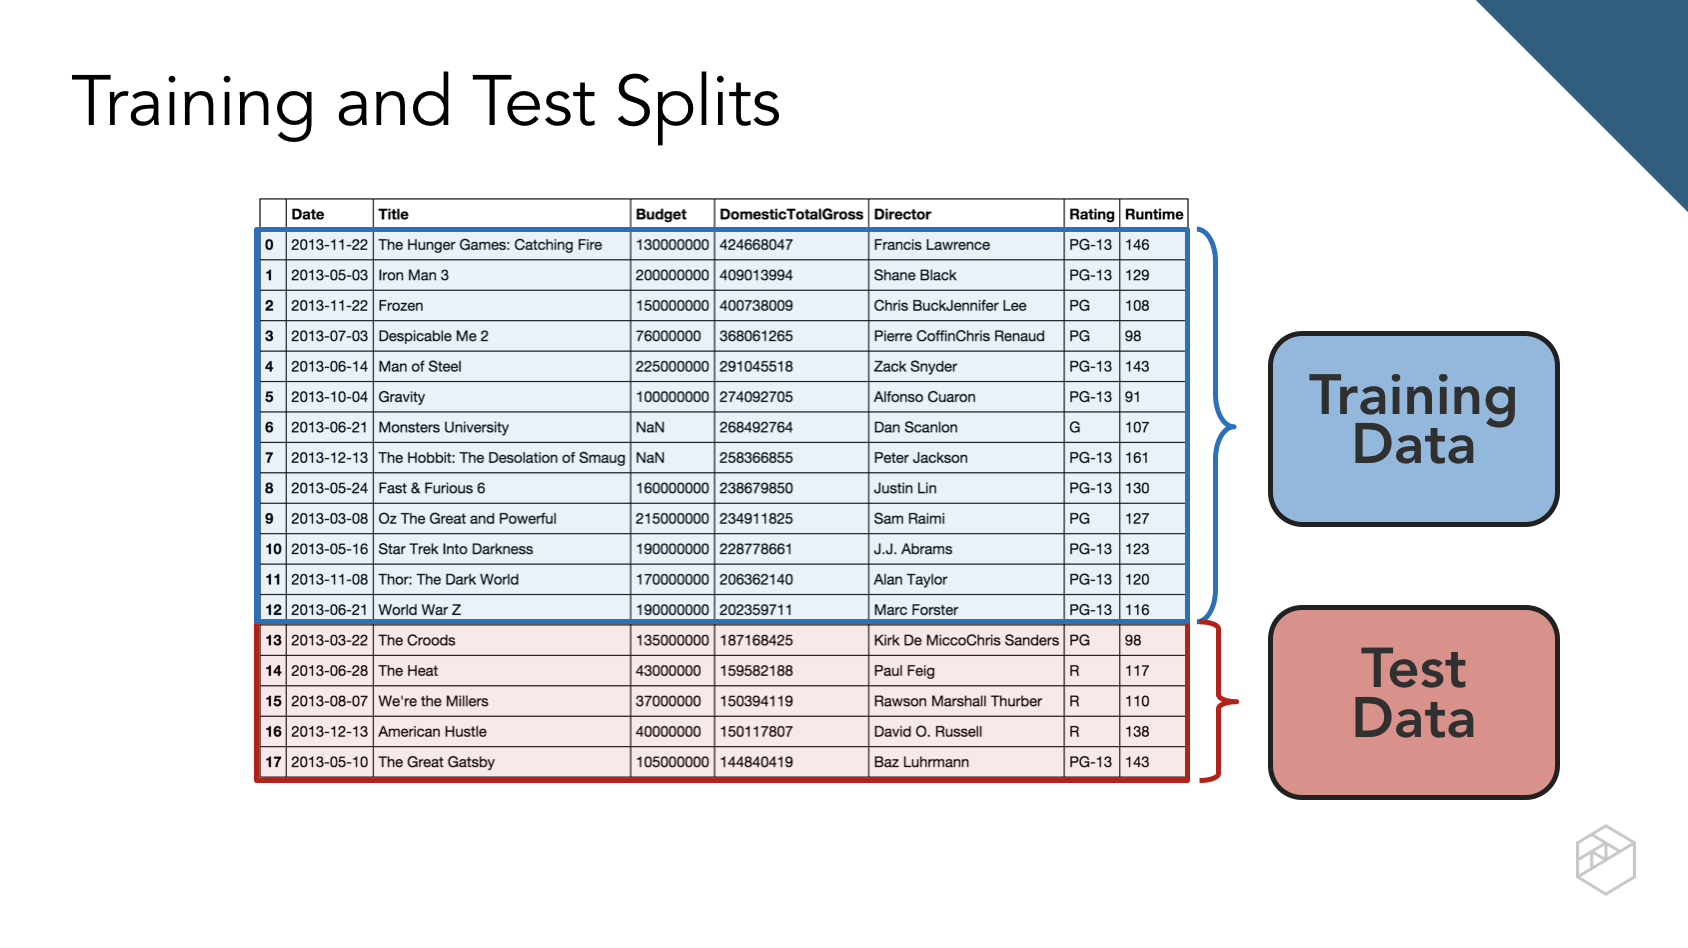 Training and Test Splits
Date Title Budget DomesticTotalGross Director Rating Runtime
0 2013-11-22 The Hunger Games: Catching Fire 130000000 424668047 Francis Lawrence PG-13 146
1 2013-05-03 Iron Man 3 200000000 409013994 Shane Black PG-13 129
2 2013-11-22 Frozen 150000000 400738009 Chris BuckJennifer Lee PG 108
3 2013-07-03 Despicable Me 2 76000000 368061265 Pierre CoffinChris Renaud PG 98
4 2013-06-14 Man of Steel 225000000 291045518 Zack Snyder PG-13 143
5 2013-10-04 Gravity 100000000 274092705 Alfonso Cuaron PG-13 91
6 2013-06-21 Monsters University NaN 268492764 Dan Scanlon G 107
7 2013-12-13 The Hobbit: The Desolation of Smaug NaN 258366855 Peter Jackson PG-13 161
8 2013-05-24 Fast & Furious 6 160000000 238679850 Justin Lin PG-13 130
9 2013-03-08 Oz The Great and Powerful 215000000 234911825 Sam Raimi PG 127
10 2013-05-16 Star Trek Into Darkness 190000000 228778661 J.J. Abrams PG-13 123
11 2013-11-08 Thor: The Dark World 170000000 206362140 Alan Taylor PG-13 120
12 2013-06-21 World War Z 190000000 202359711 Marc Forster PG-13 116
13 2013-03-22 The Croods 135000000 187168425 Kirk De MiccoChris Sanders PG 98
14 2013-06-28 The Heat 43000000 159582188 Paul Feig R 117
15 2013-08-07 We're the Millers 37000000 150394119 Rawson Marshall Thurber R 110
16 2013-12-13 American Hustle 40000000 150117807 David O. Russell R 138
17 2013-05-10 The Great Gatsby 105000000 144840419 Baz Luhrmann PG-13 143
Training
Data
Test
Data